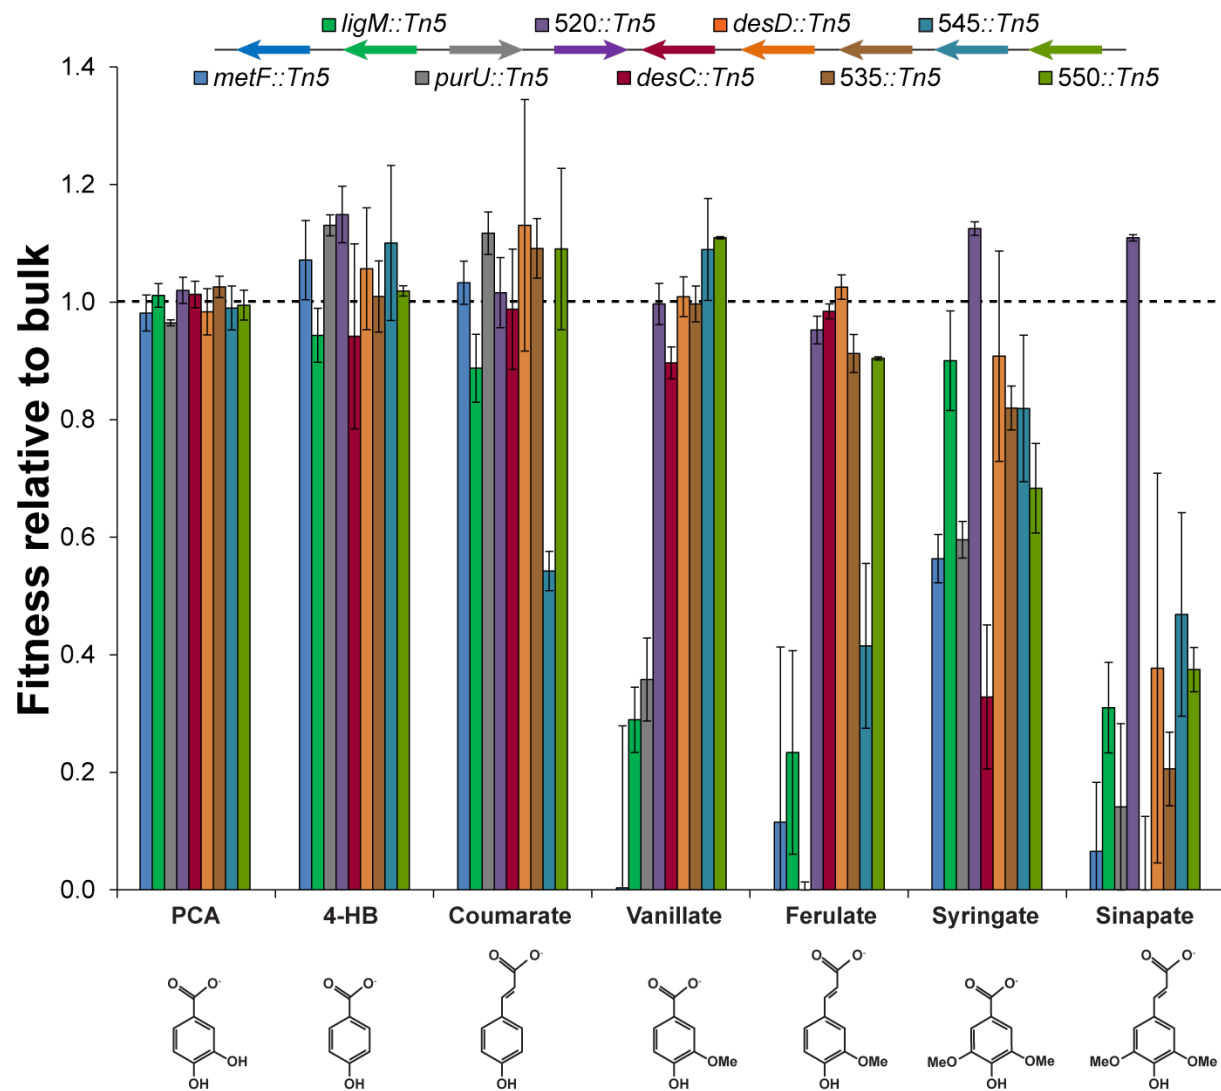 ligM::Tn5 520::Tn5 desD::Tn5 545::Tn5
metF::Tn5 purU::Tn5 desC::Tn5 535::Tn5 550::Tn5
Fitness relative to bulk
1.4
1.2
1.0
0.8
0.6
0.4
0.2
0.0
PCA 4-HB Coumarate Vanillate Ferulate Syringate Sinapate
O O- OH OH
O O- OH
O O- OH
O O- OMe OH
O O- OMe OH
O O- MeO OMe OH
O O- MeO OMe OH